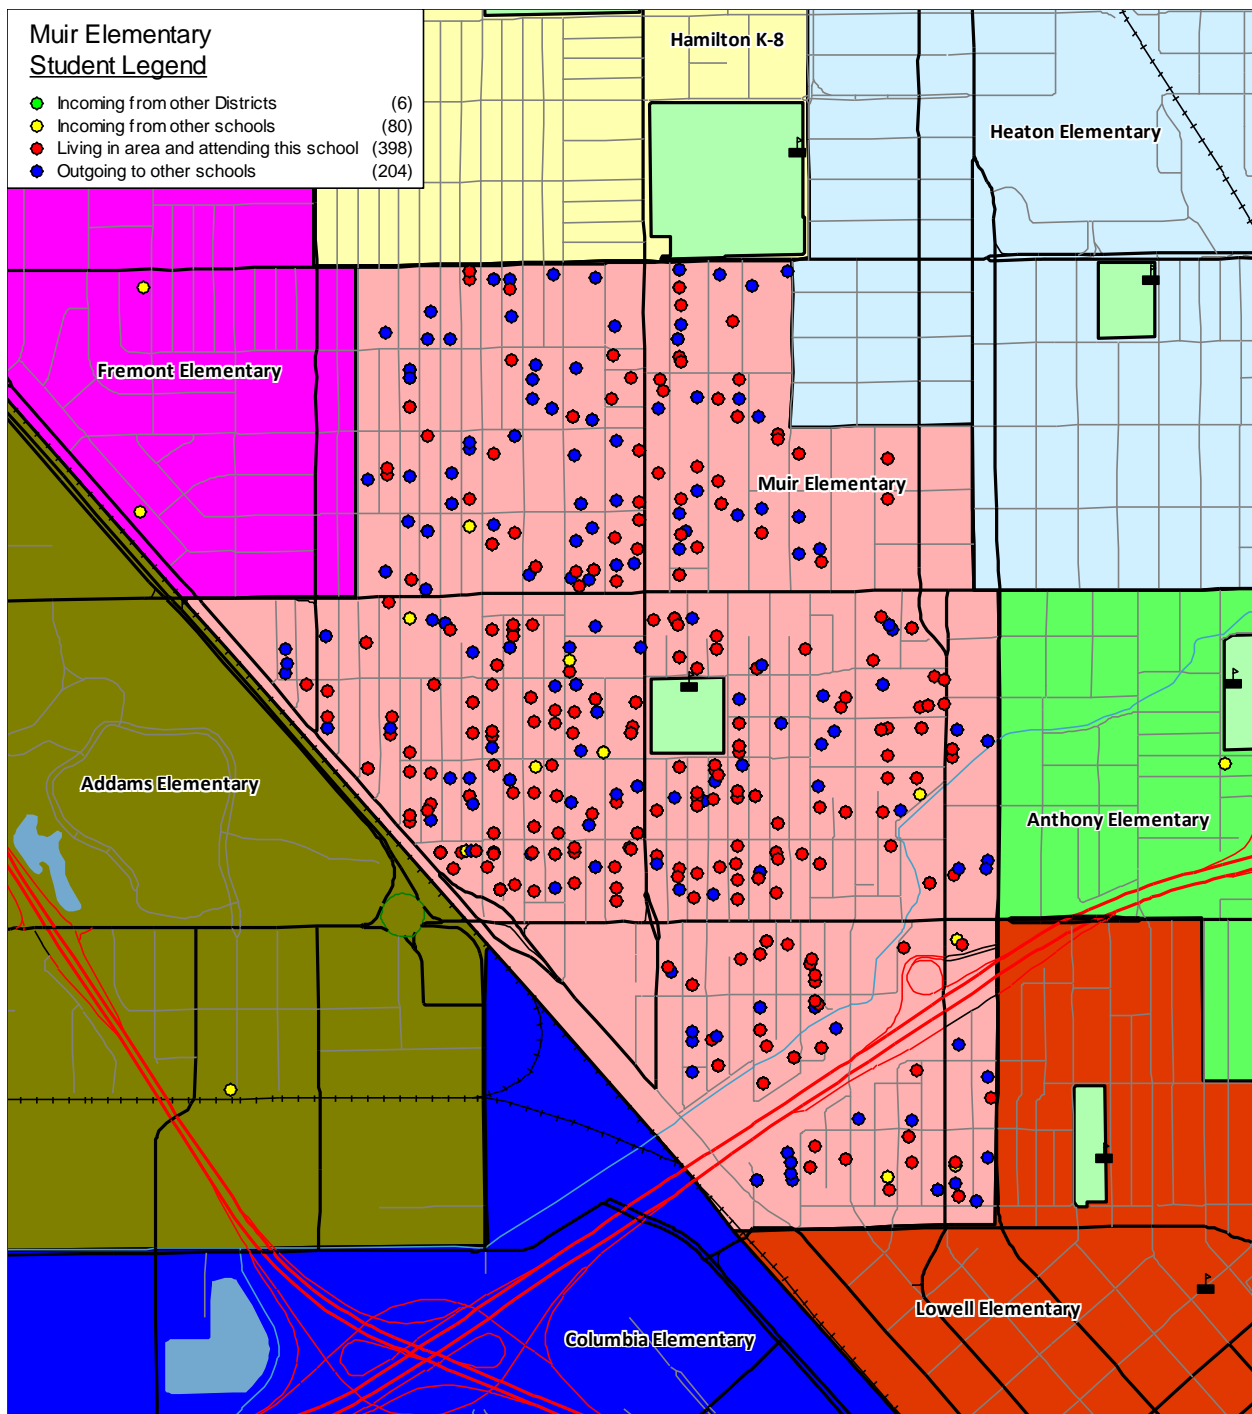 Muir Elementary
Student Legend
Incoming from other Districts (6)
Incoming from other schools (80)
Living in area and attending this school (398)
Outgoing to other schools (204)
Hamilton K-8
Heaton Elementary
Fremont Elementary
Muir Elementary
Addams Elementary
Anthony Elementary
Lowell Elementary
Columbia Elementary